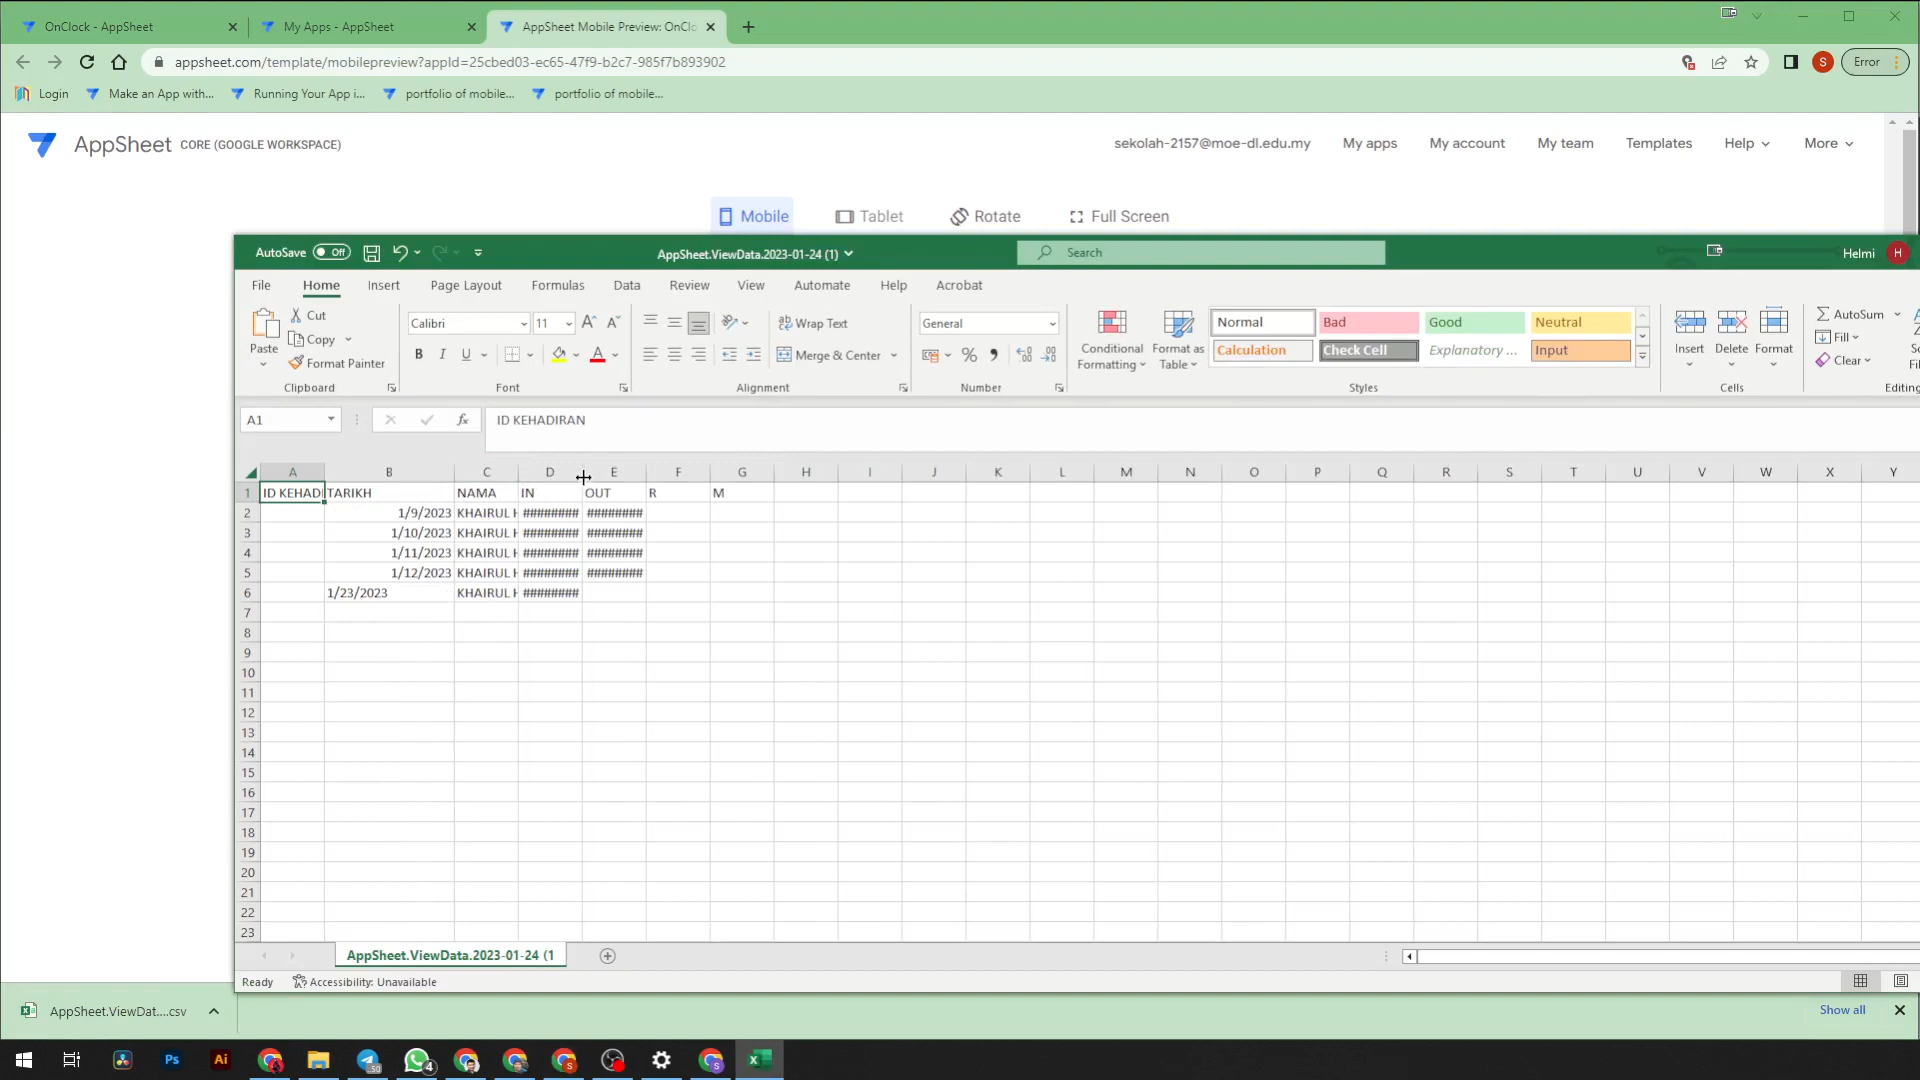 OnClock - AppSheet
My Apps - AppSheet
AppSheet Mobile Preview: OnClo
appsheet.com/template/mobilepreview?appId=25cbed03-ec65-47f9-b2c7-985f7b893902
S
Error
Login
Make an App with...
Running Your App i...
portfolio of mobile...
portfolio of mobile...
AppSheet CORE (GOOGLE WORKSPACE)
sekolah-2157@moe-dl.edu.my
My apps
My account
My team
Templates
Help
More
Mobile
Tablet
Rotate
Full Screen
AutoSave Off
AppSheet.ViewData.2023-01-24 (1)
Search
Helmi H
File Home Insert Page Layout Formulas Data Review View Automate Help Acrobat
Paste
Cut
Copy
Format Painter
Calibri 11
B I U
Wrap Text
Merge & Center
General
Conditional Formatting
Format as Table
Normal Bad Good Neutral
Calculation Check Cell Explanatory ... Input
Insert Delete Format
AutoSum
Fill
Clear
Clipboard Font Alignment Number Styles Cells Editing
A1 fx ID KEHADIRAN
A B C D E F G H I J K L M N O P Q R S T U V W X Y
1 ID KEHADI TARIKH NAMA IN OUT R M
2 1/9/2023 KHAIRUL H ######## ########
3 1/10/2023 KHAIRUL H ######## ########
4 1/11/2023 KHAIRUL H ######## ########
5 1/12/2023 KHAIRUL H ######## ########
6 1/23/2023 KHAIRUL H ########
7
8
9
10
11
12
13
14
15
16
17
18
19
20
21
22
23
AppSheet.ViewData.2023-01-24 (1
Ready Accessibility: Unavailable
AppSheet.ViewDat....csv
Show all
Ps
Ai
50
4